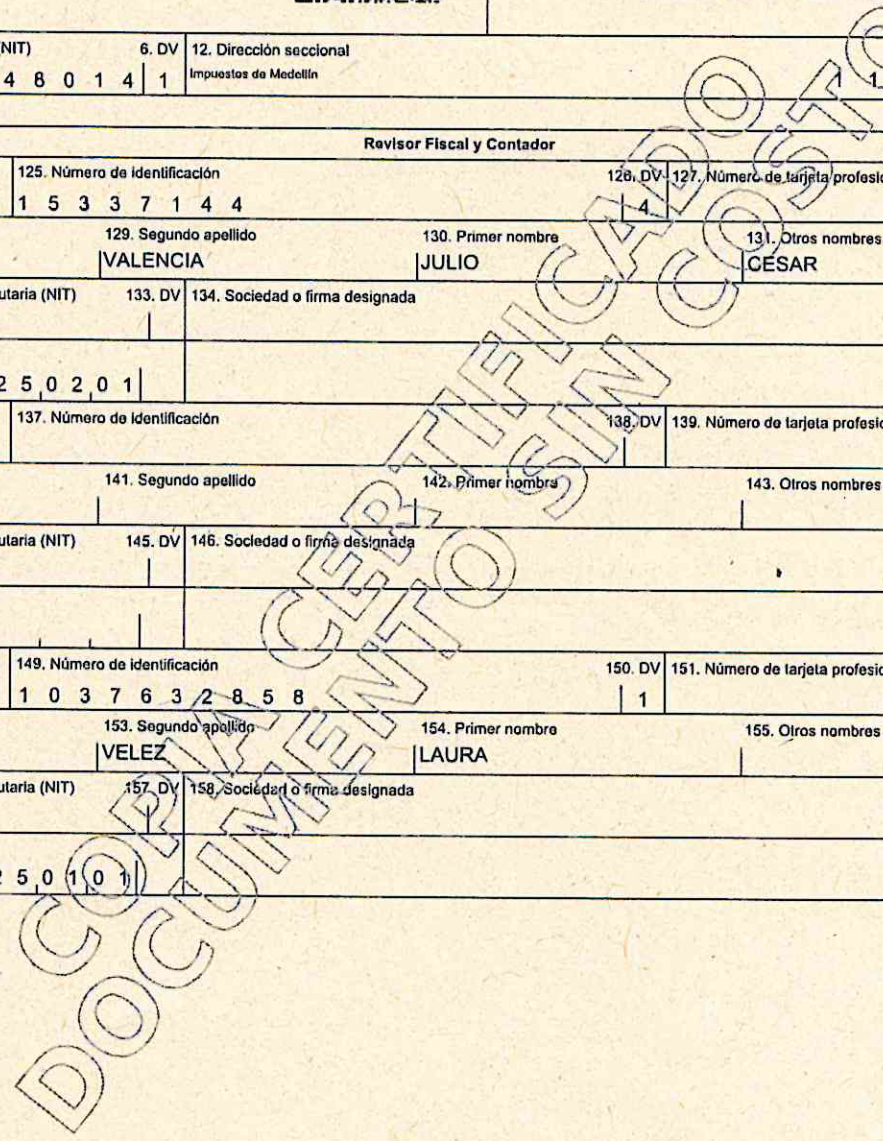 (NIT) 6. DV 12. Dirección seccional
4 8 0 1 4 1 Impuestos de Medellín 1 1
Revisor Fiscal y Contador
125. Número de identificación 126. DV 127. Número de tarjeta profesio
1 5 3 3 7 1 4 4 4
129. Segundo apellido 130. Primer nombre 131. Otros nombres
VALENCIA JULIO CESAR
utaria (NIT) 133. DV 134. Sociedad o firma designada
2 5 0 2 0 1
137. Número de identificación 138. DV 139. Número de tarjeta profesio
141. Segundo apellido 142. Primer nombre 143. Otros nombres
utaria (NIT) 145. DV 146. Sociedad o firma designada
149. Número de identificación 150. DV 151. Número de tarjeta profesio
1 0 3 7 6 3 2 8 5 8 1
153. Segundo apellido 154. Primer nombre 155. Otros nombres
VELEZ LAURA
utaria (NIT) 157. DV 158. Sociedad o firma designada
2 5 0 1 0 1
COPIA CERTIFICADO
DOCUMENTO SIN COSTO